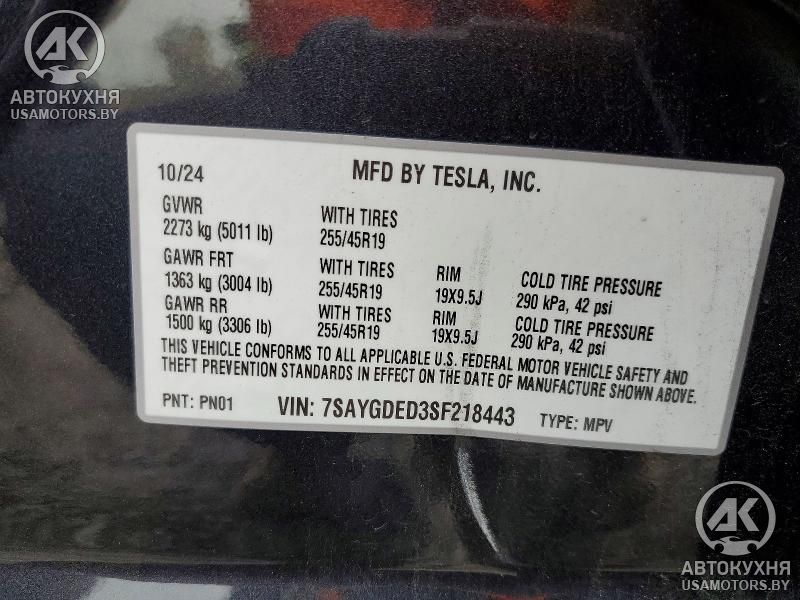 AK
АВТОКУХНЯ
USAMOTORS.BY
10/24 MFD BY TESLA, INC.
GVWR
2273 kg (5011 lb) WITH TIRES 255/45R19
GAWR FRT WITH TIRES RIM COLD TIRE PRESSURE
1363 kg (3004 lb) 255/45R19 19X9.5J 290 kPa, 42 psi
GAWR RR WITH TIRES RIM COLD TIRE PRESSURE
1500 kg (3306 lb) 255/45R19 19X9.5J 290 kPa, 42 psi
THIS VEHICLE CONFORMS TO ALL APPLICABLE U.S. FEDERAL MOTOR VEHICLE SAFETY AND
THEFT PREVENTION STANDARDS IN EFFECT ON THE DATE OF MANUFACTURE SHOWN ABOVE.
PNT: PN01 VIN: 7SAYGDED3SF218443 TYPE: MPV
AK
АВТОКУХНЯ
USAMOTORS.BY